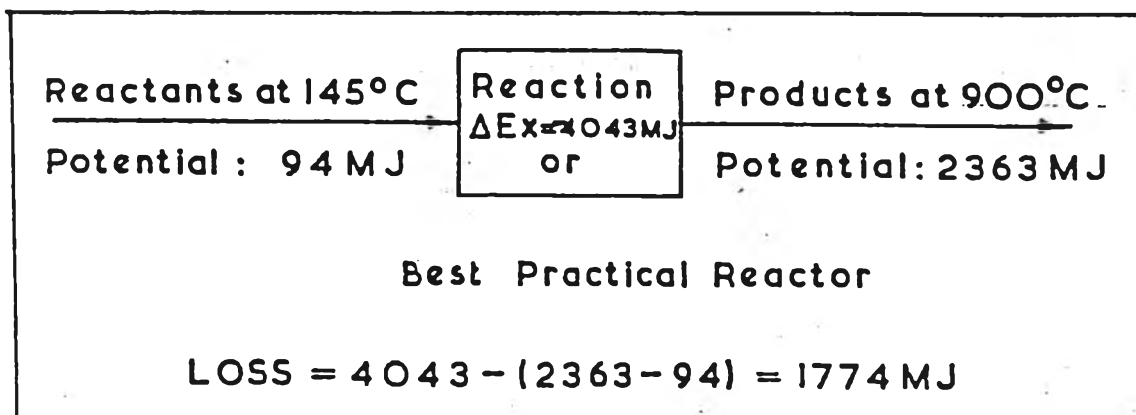 Reactants at 145°C
Potential: 94 MJ
Reaction
ΔEx=-4043MJ
or
Products at 900°C
Potential: 2363 MJ
Best Practical Reactor
LOSS = 4043-(2363-94) = 1774 MJ